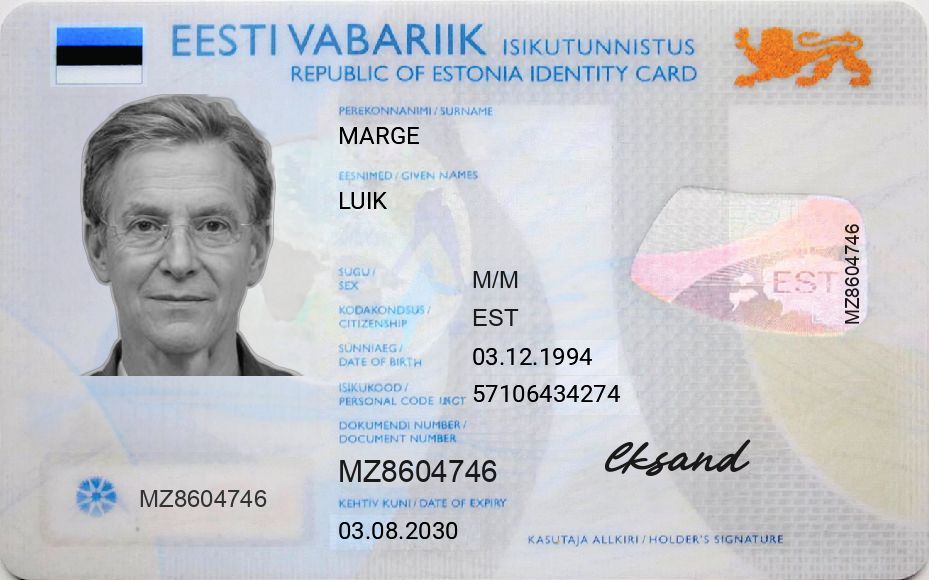 EESTI VABARIIK ISIKUTUNNISTUS
REPUBLIC OF ESTONIA IDENTITY CARD
PEREKONNANIMI / SURNAME
MARGE
EESNIMED / GIVEN NAMES
LUIK
SUGU /
SEX
M/M
KODAKONDSUS /
CITIZENSHIP
EST
SÜNNIAEG /
DATE OF BIRTH
03.12.1994
ISIKUKOOD /
PERSONAL CODE
57106434274
DOKUMENDI NUMBER /
DOCUMENT NUMBER
MZ8604746
KEHTIV KUNI / DATE OF EXPIRY
03.08.2030
MZ8604746
EST
MZ8604746
eksand
KASUTAJA ALLKIRI / HOLDER'S SIGNATURE